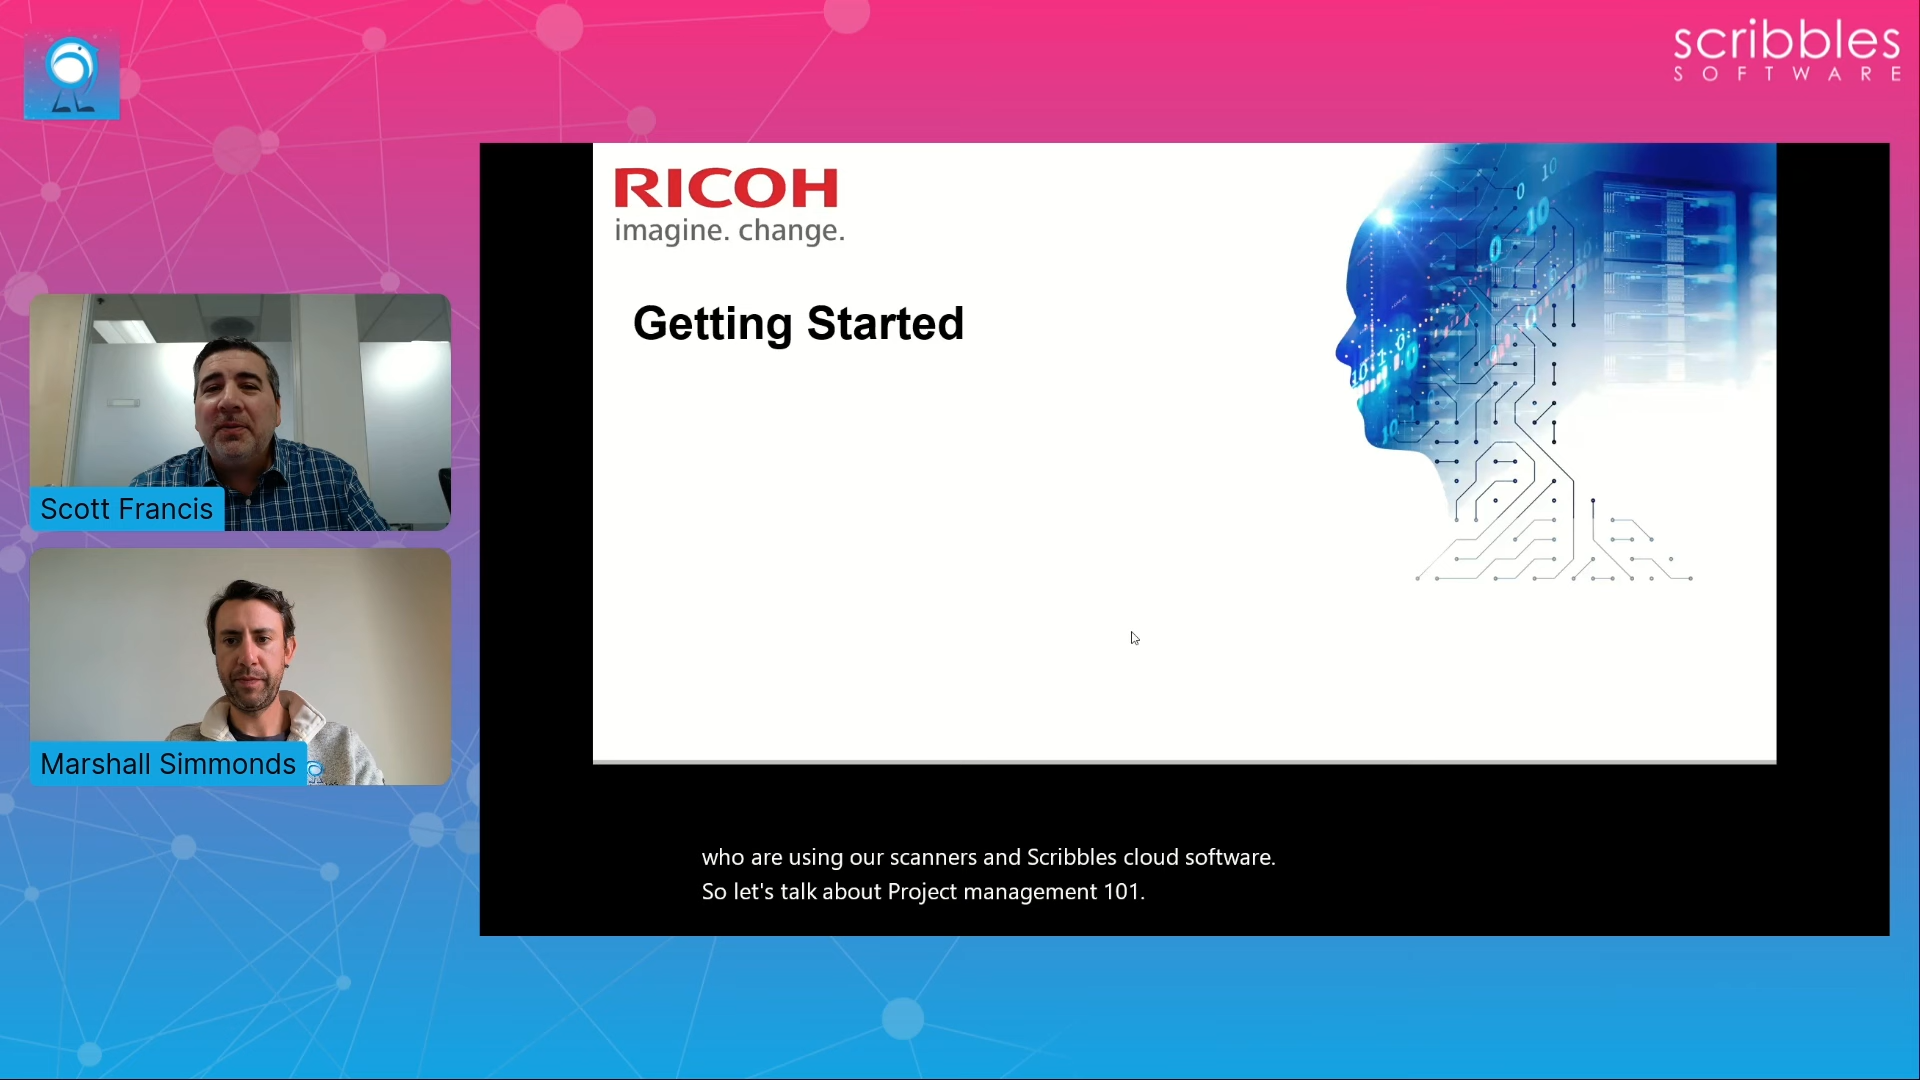 scribbles
SOFTWARE
RICOH
imagine. change.
Getting Started
Scott Francis
Marshall Simmonds
who are using our scanners and Scribbles cloud software.
So let's talk about Project management 101.